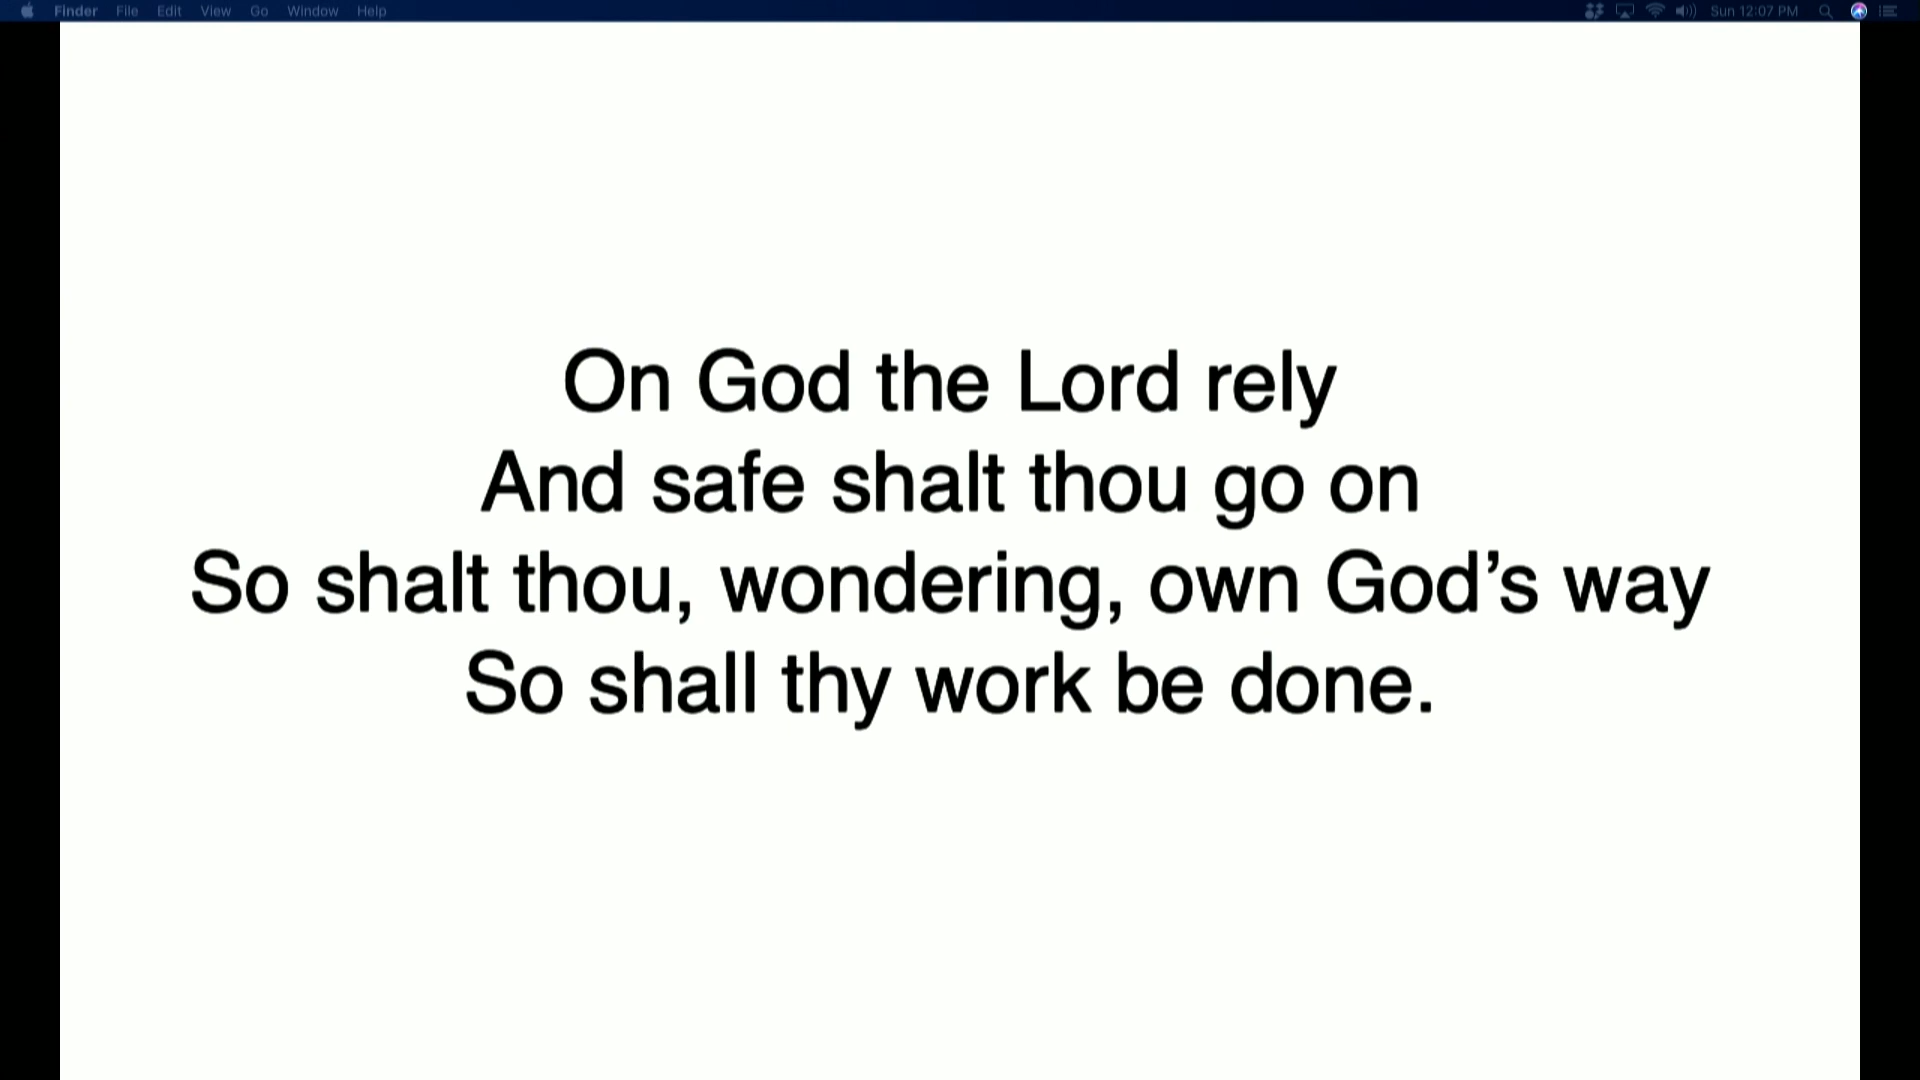 Finder File Edit View Go Window Help Sun 12:07 PM
On God the Lord rely
And safe shalt thou go on
So shalt thou, wondering, own God’s way
So shall thy work be done.